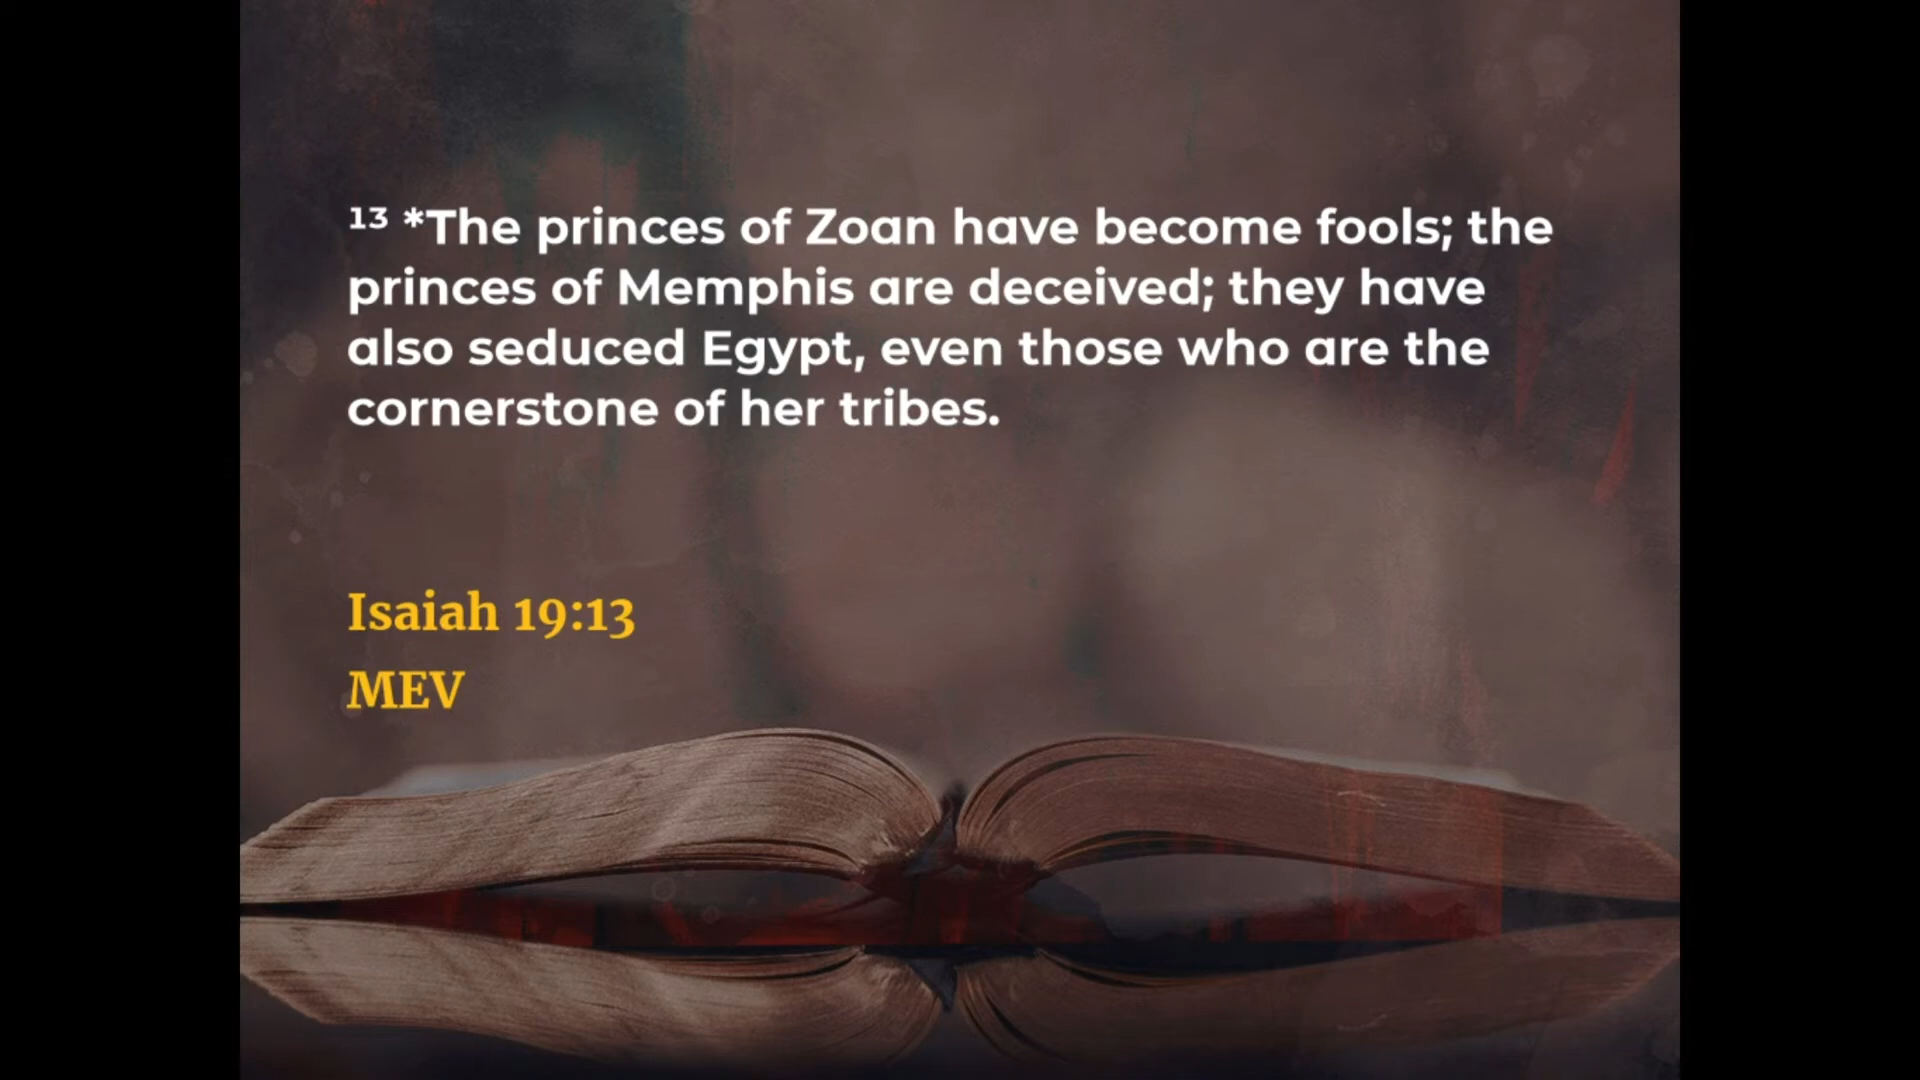 ¹³ *The princes of Zoan have become fools; the
princes of Memphis are deceived; they have
also seduced Egypt, even those who are the
cornerstone of her tribes.
Isaiah 19:13
MEV